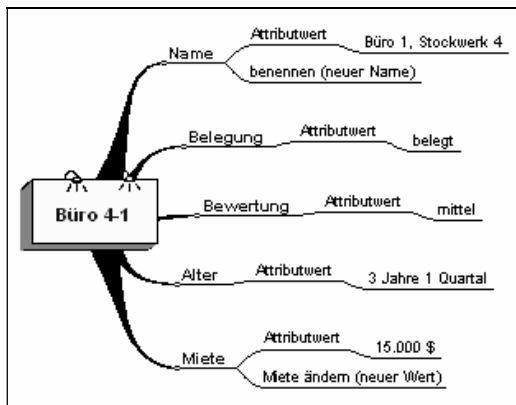 Attributwert
Büro 1, Stockwerk 4
Name
benennen (neuer Name)
Belegung
Attributwert
belegt
Büro 4-1
Bewertung
Attributwert
mittel
Alter
Attributwert
3 Jahre 1 Quartal
Attributwert
15.000 $
Miete
Miete ändern (neuer Wert)